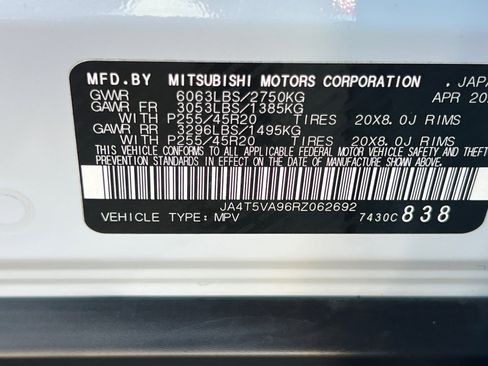 MFD.BY MITSUBISHI MOTORS CORPORATION , JAPA
GVWR 6063LBS/2750KG APR 20
GAWR FR 3053LBS/1385KG
WITH P255/45R20 TIRES 20X8.0J RIMS
GAWR RR 3296LBS/1495KG
WITH P255/45R20 TIRES 20X8.0J RIMS
THIS VEHICLE CONFORMS TO ALL APPLICABLE FEDERAL MOTOR VEHICLE SAFETY AND THEFT
PREVENTION STANDARDS IN EFFECT ON THE DATE OF MANUFACTURE SHOWN ABOVE.
JA4T5VA96RZ062692
VEHICLE TYPE: MPV 7430C 838